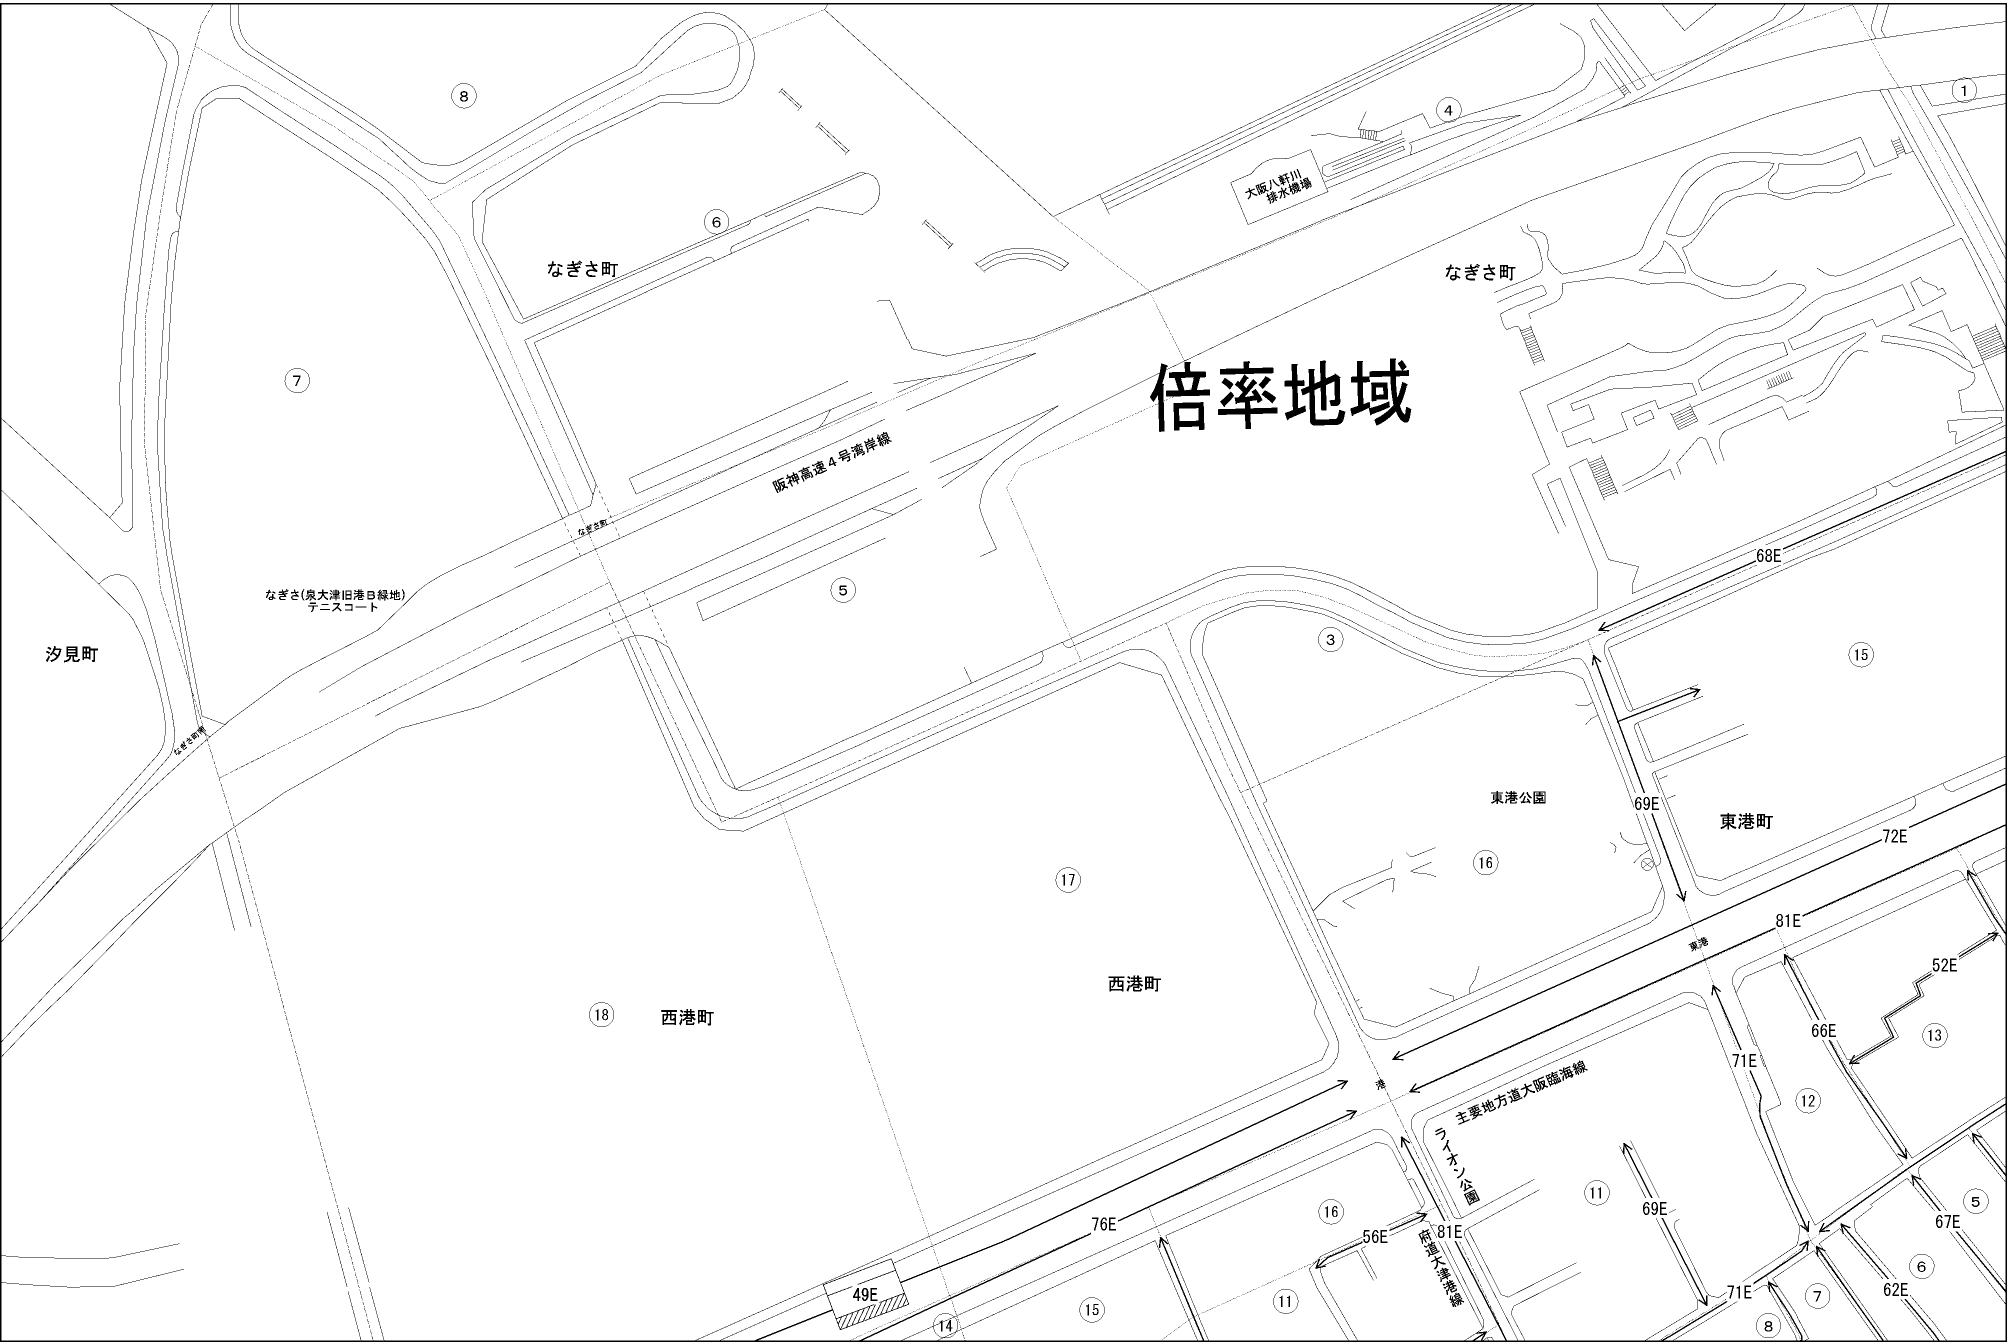 ⑧
④
①
大阪八軒川
排水機場
⑥
なぎさ町
なぎさ町
⑦
倍率地域
阪神高速4号湾岸線
なぎさ町
68E
なぎさ(泉大津旧港B緑地)
テニスコート
⑤
③
汐見町
⑮
なぎさ町南
東港公園
69E
東港町
72E
⑯
⑰
81E
東港
52E
西港町
⑱
西港町
66E
⑬
71E
港
主要地方道大阪臨海線
⑫
ライオン公園
⑪
⑤
⑯
69E
67E
76E
56E
81E
府道大津港線
⑥
49E
⑪
62E
71E
⑦
⑮
⑭
⑧